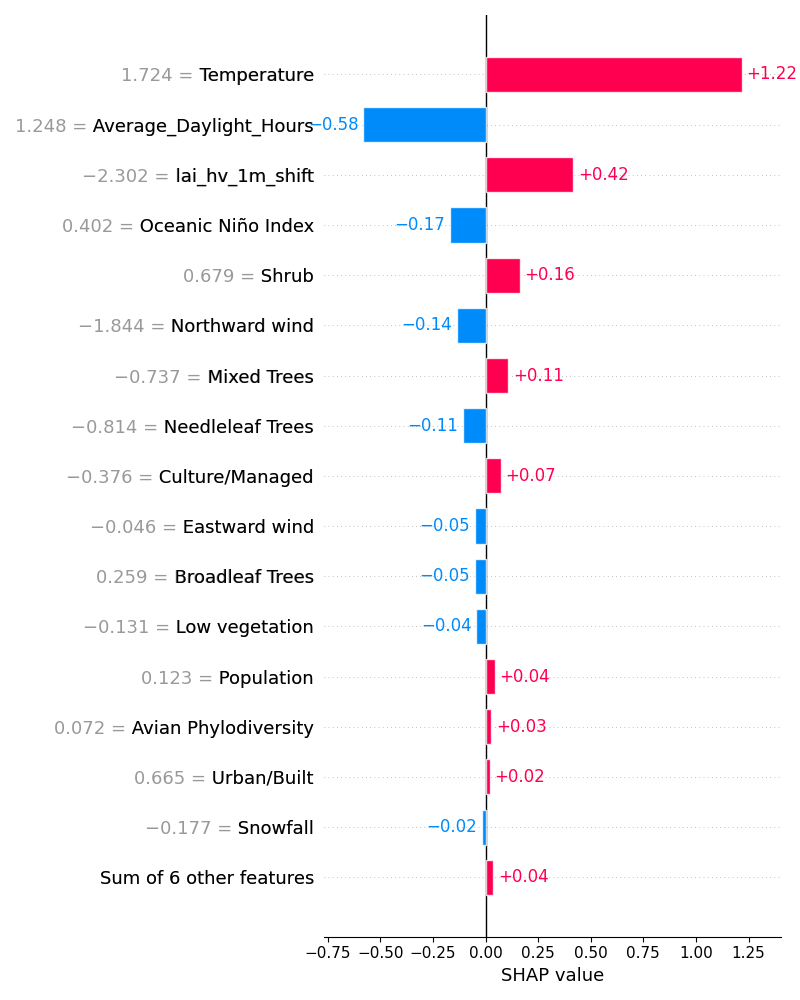 1.724 = Temperature +1.22
1.248 = Average_Daylight_Hours −0.58
−2.302 = lai_hv_1m_shift +0.42
0.402 = Oceanic Niño Index −0.17
0.679 = Shrub +0.16
−1.844 = Northward wind −0.14
−0.737 = Mixed Trees +0.11
−0.814 = Needleleaf Trees −0.11
−0.376 = Culture/Managed +0.07
−0.046 = Eastward wind −0.05
0.259 = Broadleaf Trees −0.05
−0.131 = Low vegetation −0.04
0.123 = Population +0.04
0.072 = Avian Phylodiversity +0.03
0.665 = Urban/Built +0.02
−0.177 = Snowfall −0.02
Sum of 6 other features +0.04
−0.75 −0.50 −0.25 0.00 0.25 0.50 0.75 1.00 1.25
SHAP value